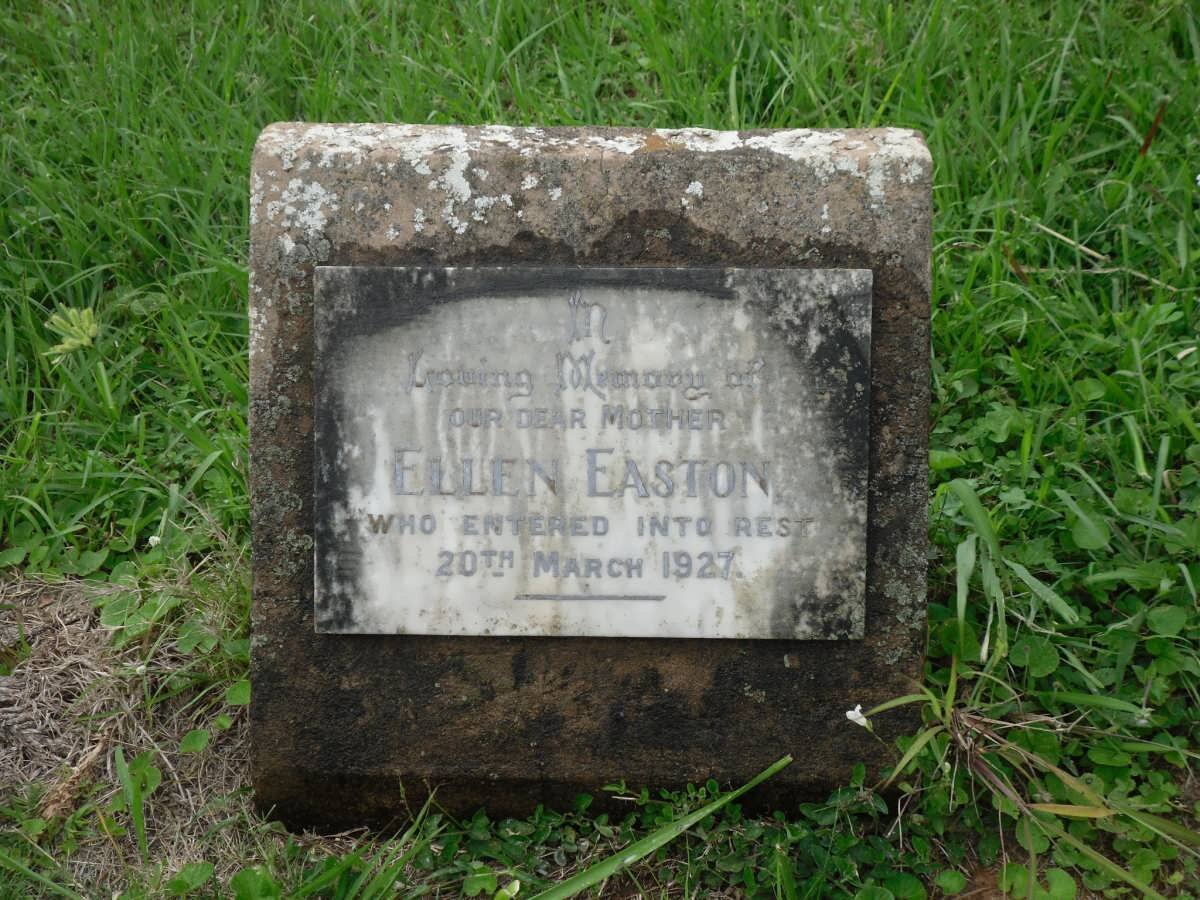 In
Loving Memory of
OUR DEAR MOTHER
ELLEN EASTON
WHO ENTERED INTO REST
20TH MARCH 1927.